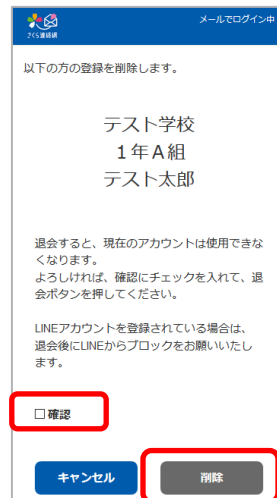 さくら連絡網
メールでログイン中
以下の方の登録を削除します。
テスト学校
1年A組
テスト太郎
退会すると、現在のアカウントは使用できな
くなります。
よろしければ、確認にチェックを入れて、退
会ボタンを押してください。
LINEアカウントを登録されている場合は、
退会後にLINEからブロックをお願いいたし
ます。
□確認
キャンセル
削除